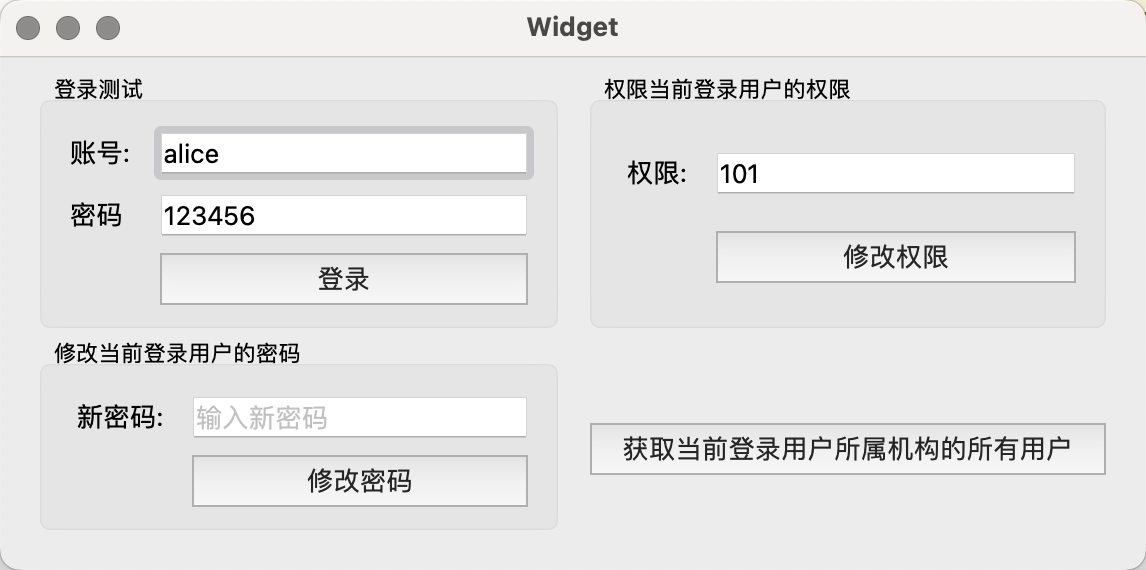 Widget
登录测试
账号: alice
密码 123456
登录
修改当前登录用户的密码
新密码: 输入新密码
修改密码
权限当前登录用户的权限
权限: 101
修改权限
获取当前登录用户所属机构的所有用户